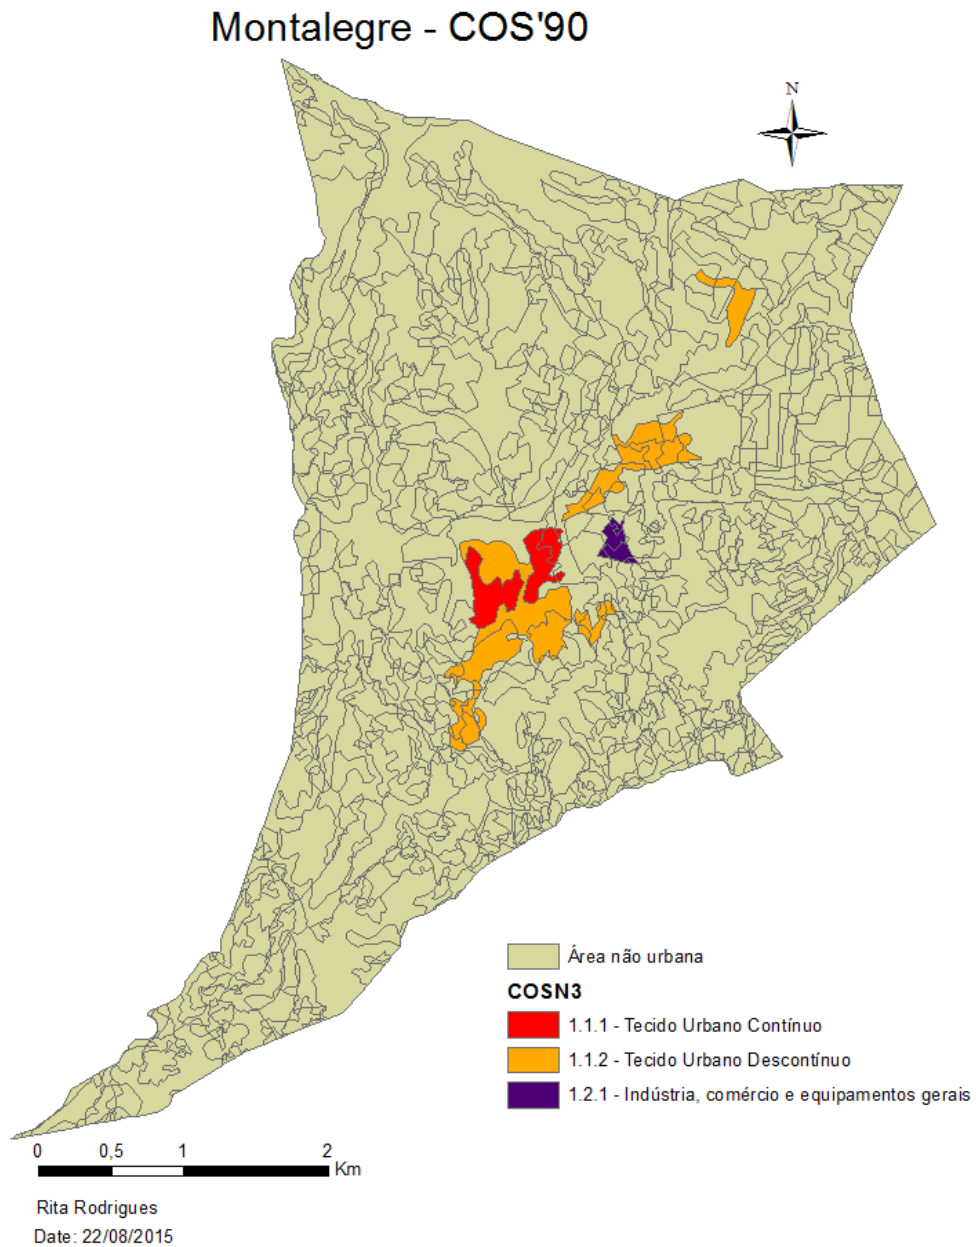 Montalegre - COS'90
N
Área não urbana
COSN3
1.1.1 - Tecido Urbano Contínuo
1.1.2 - Tecido Urbano Descontínuo
1.2.1 - Indústria, comércio e equipamentos gerais
0 0,5 1 2
Km
Rita Rodrigues
Date: 22/08/2015